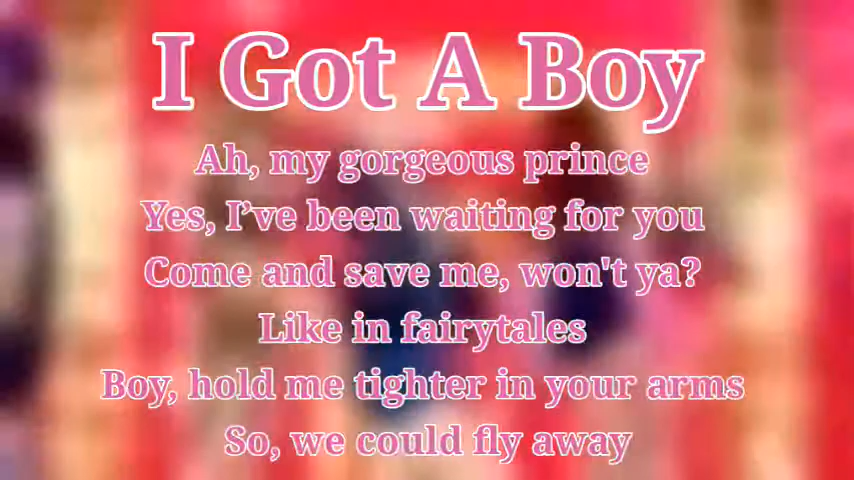 I Got A Boy
Ah, my gorgeous prince
Yes, I’ve been waiting for you
Come and save me, won't ya?
Like in fairytales
Boy, hold me tighter in your arms
So, we could fly away